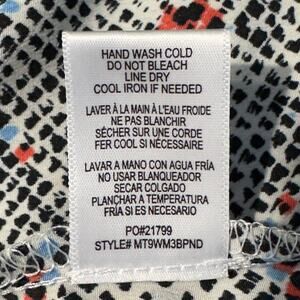 HAND WASH COLD
DO NOT BLEACH
LINE DRY
COOL IRON IF NEEDED
LAVER À LA MAIN À L'EAU FROIDE
NE PAS BLANCHIR
SÉCHER SUR UNE CORDE
FER COOL SI NÉCESSAIRE
LAVAR A MANO CON AGUA FRÍA
NO USAR BLANQUEADOR
SECAR COLGADO
PLANCHAR A TEMPERATURA
FRÍA SI ES NECESARIO
PO#21799
STYLE# MT9WM3BPND